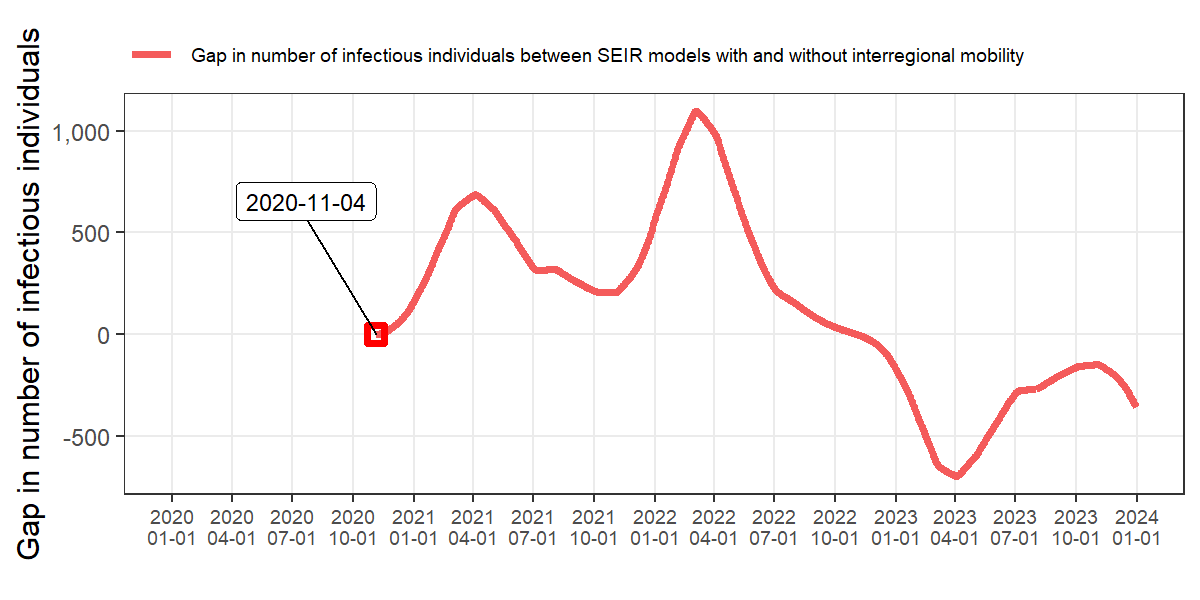 Gap in number of infectious individuals between SEIR models with and without interregional mobility
Gap in number of infectious individuals
1,000
500
0
-500
2020-11-04
2020 2020 2020 2020 2021 2021 2021 2021 2022 2022 2022 2022 2023 2023 2023 2023 2024
01-01 04-01 07-01 10-01 01-01 04-01 07-01 10-01 01-01 04-01 07-01 10-01 01-01 04-01 07-01 10-01 01-01